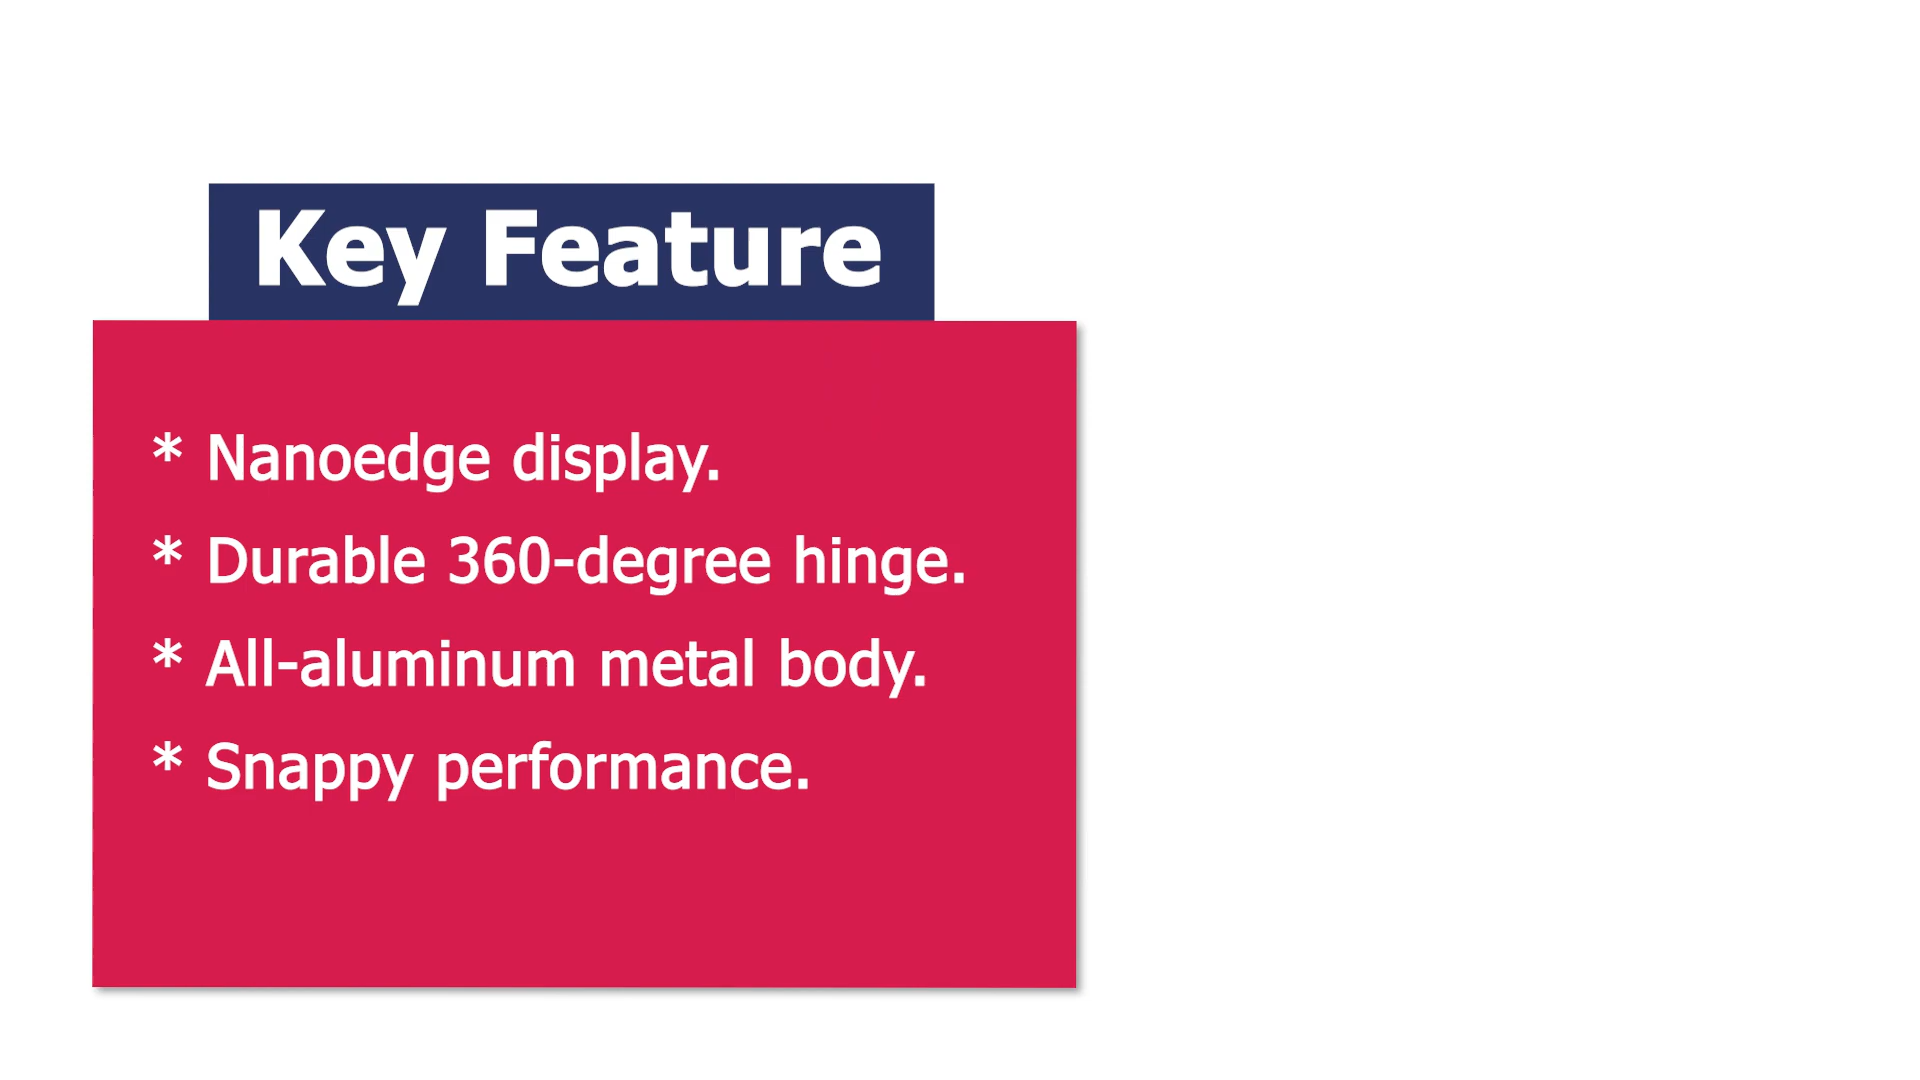 Key Feature
* Nanoedge display.
* Durable 360-degree hinge.
* All-aluminum metal body.
* Snappy performance.